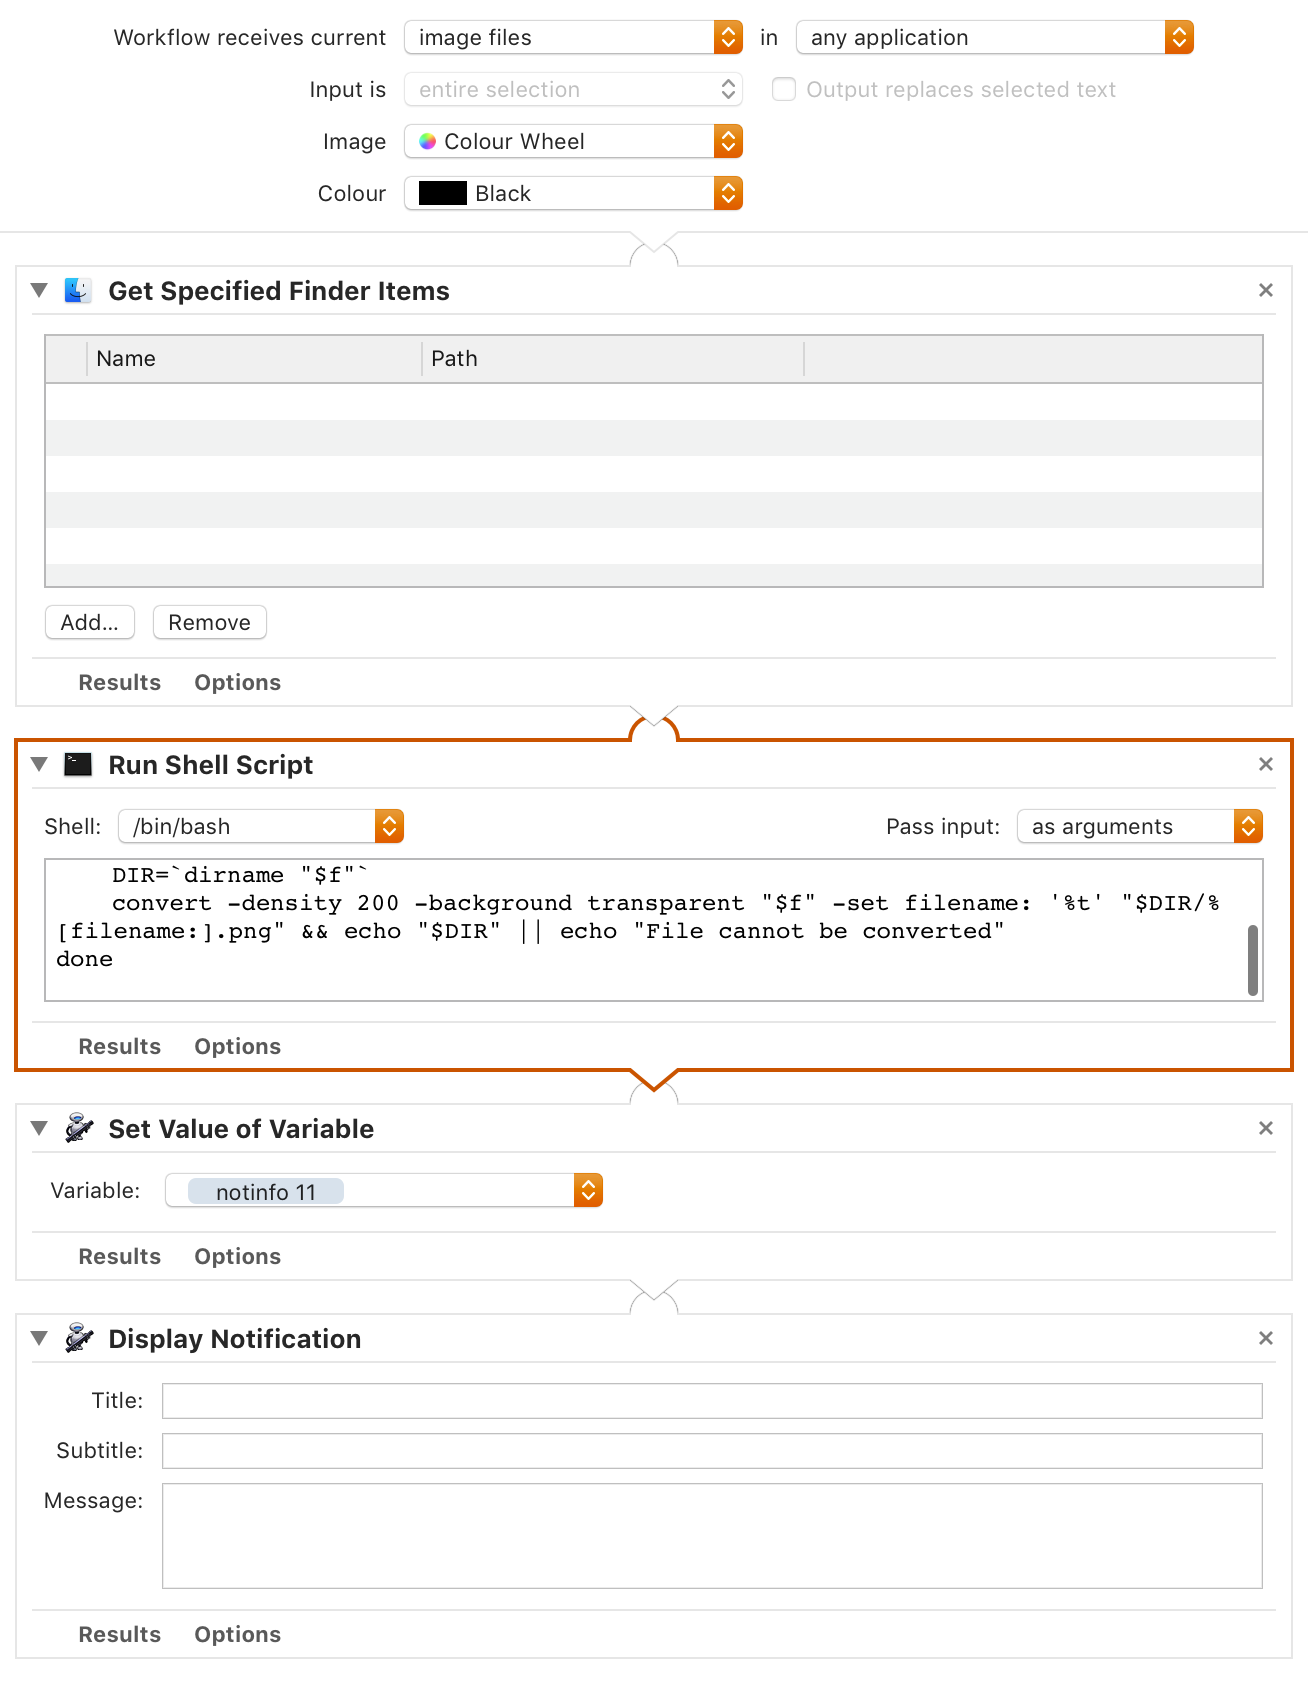 Workflow receives current image files in any application
Input is entire selection Output replaces selected text
Image Colour Wheel
Colour Black
Get Specified Finder Items
Name Path
Add... Remove
Results Options
Run Shell Script
Shell: /bin/bash Pass input: as arguments
DIR=`dirname "$f"`
convert -density 200 -background transparent "$f" -set filename: '%t' "$DIR/%
[filename:].png" && echo "$DIR" || echo "File cannot be converted"
done
Results Options
Set Value of Variable
Variable: notinfo 11
Results Options
Display Notification
Title:
Subtitle:
Message:
Results Options